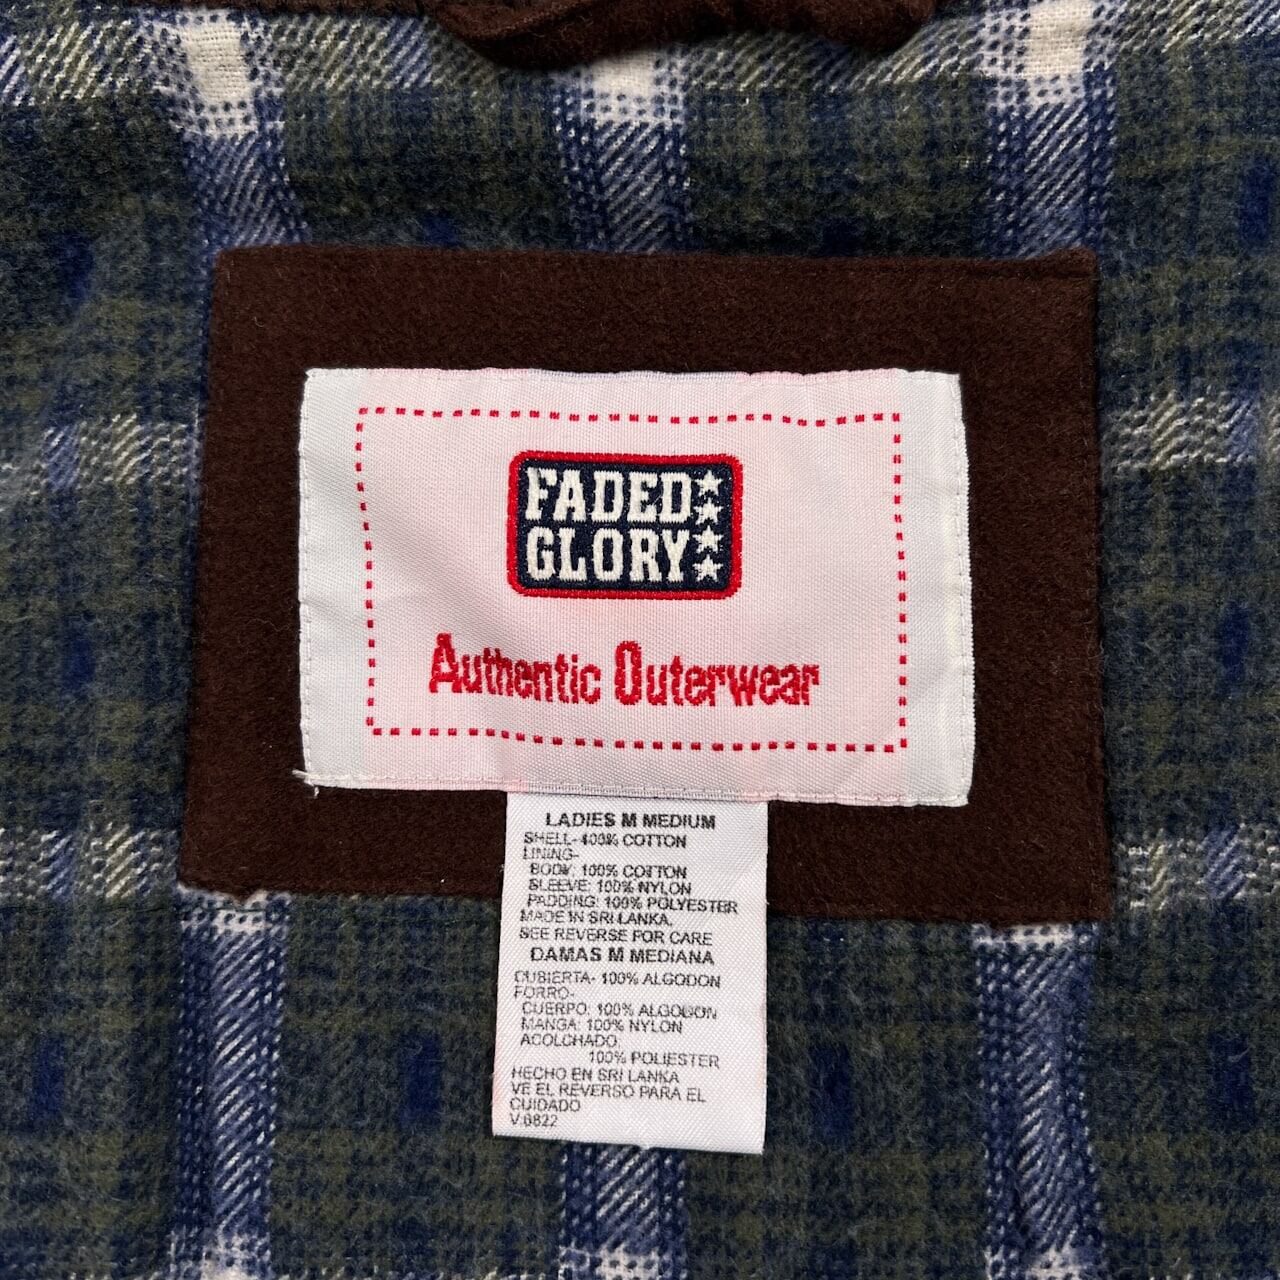 FADED
GLORY
Authentic Outerwear
LADIES M MEDIUM
SHELL- 100% COTTON
LINING-
BODY: 100% COTTON
SLEEVE: 100% NYLON
PADDING: 100% POLYESTER
MADE IN SRI LANKA.
SEE REVERSE FOR CARE
DAMAS M MEDIANA
CUBIERTA- 100% ALGODON
FORRO-
CUERPO: 100% ALGODON
MANGA: 100% NYLON
ACOLCHADO:
100% POLIESTER
HECHO EN SRI LANKA
VE EL REVERSO PARA EL
CUIDADO
V:6822